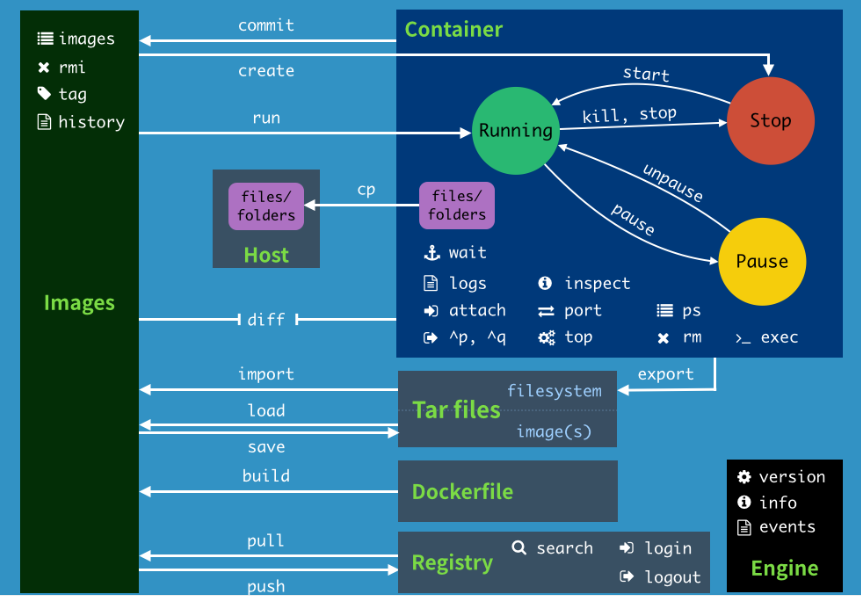 images
rmi
tag
history
Images
commit
create
run
Container
start
kill, stop
Running
Stop
unpause
pause
Pause
files/
folders
Host
cp
files/
folders
wait
logs
inspect
attach
port
ps
^p, ^q
top
rm
>_ exec
diff
import
load
save
export
Tar files
filesystem
image(s)
build
Dockerfile
pull
push
Registry
search
login
logout
version
info
events
Engine